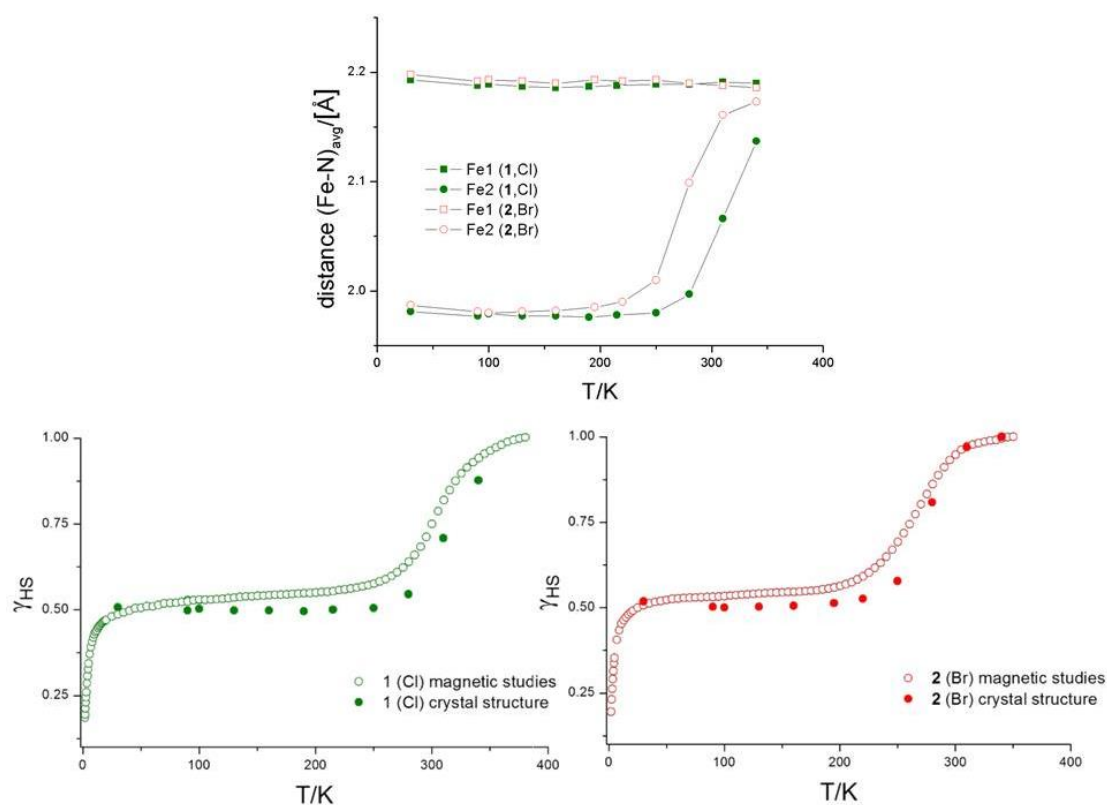 distance (Fe-N)avg/[Å]
2.2
2.1
2.0
Fe1 (1,Cl)
Fe2 (1,Cl)
Fe1 (2,Br)
Fe2 (2,Br)
0 100 200 300 400
T/K
γHS
1.00
0.75
0.50
0.25
1 (Cl) magnetic studies
1 (Cl) crystal structure
0 100 200 300 400
T/K
γHS
1.00
0.75
0.50
0.25
2 (Br) magnetic studies
2 (Br) crystal structure
0 100 200 300 400
T/K